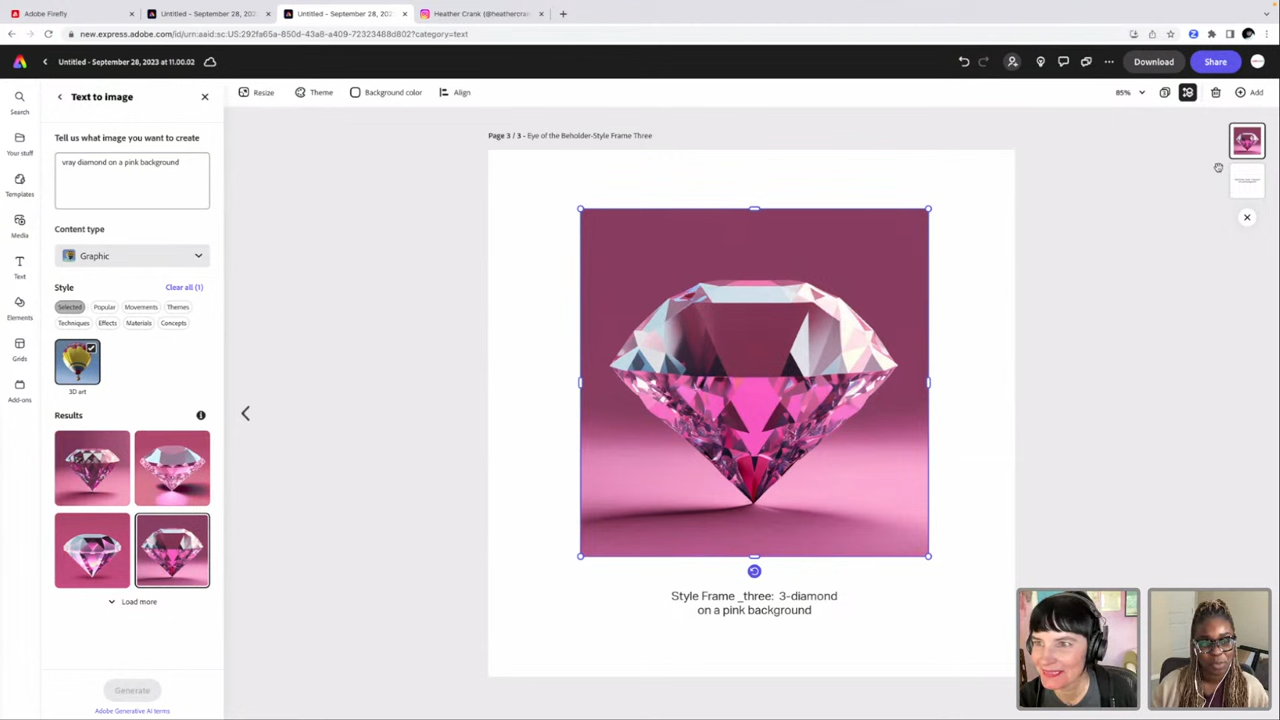 Adobe Firefly
Untitled - September 28, 202
Untitled - September 28, 202
Heather Crank (@heathercran
new.express.adobe.com/id/urn:aaid:sc:US:292fa65a-850d-43a8-a409-72323488d802?category=text
Untitled - September 28, 2023 at 11.00.02
Download
Share
Search
Your stuff
Templates
Media
Text
Elements
Grids
Add-ons
Text to image
Tell us what image you want to create
vray diamond on a pink background
Content type
Graphic
Style
Clear all (1)
Selected
Popular
Movements
Themes
Techniques
Effects
Materials
Concepts
3D art
Results
Load more
Generate
Adobe Generative AI terms
Resize
Theme
Background color
Align
85%
Add
Page 3 / 3 - Eye of the Beholder-Style Frame Three
Style Frame _three: 3-diamond
on a pink background